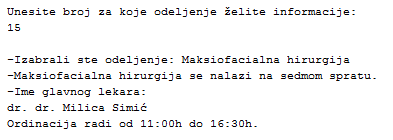 Unesite broj za koje odeljenje želite informacije:
15
-Izabrali ste odeljenje: Maksiofacialna hirurgija
-Maksiofacialna hirurgija se nalazi na sedmom spratu.
-Ime glavnog lekara:
dr. dr. Milica Simić
Ordinacija radi od 11:00h do 16:30h.